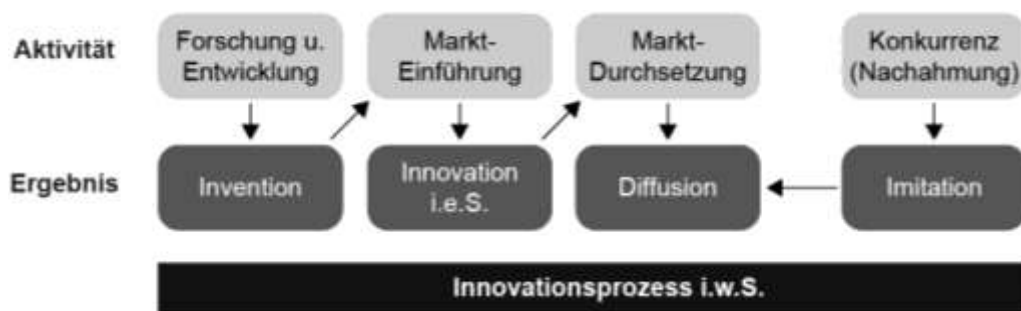 Aktivität
Forschung u.
Entwicklung
Markt-
Einführung
Markt-
Durchsetzung
Konkurrenz
(Nachahmung)
Ergebnis
Invention
Innovation
i.e.S.
Diffusion
Imitation
Innovationsprozess i.w.S.